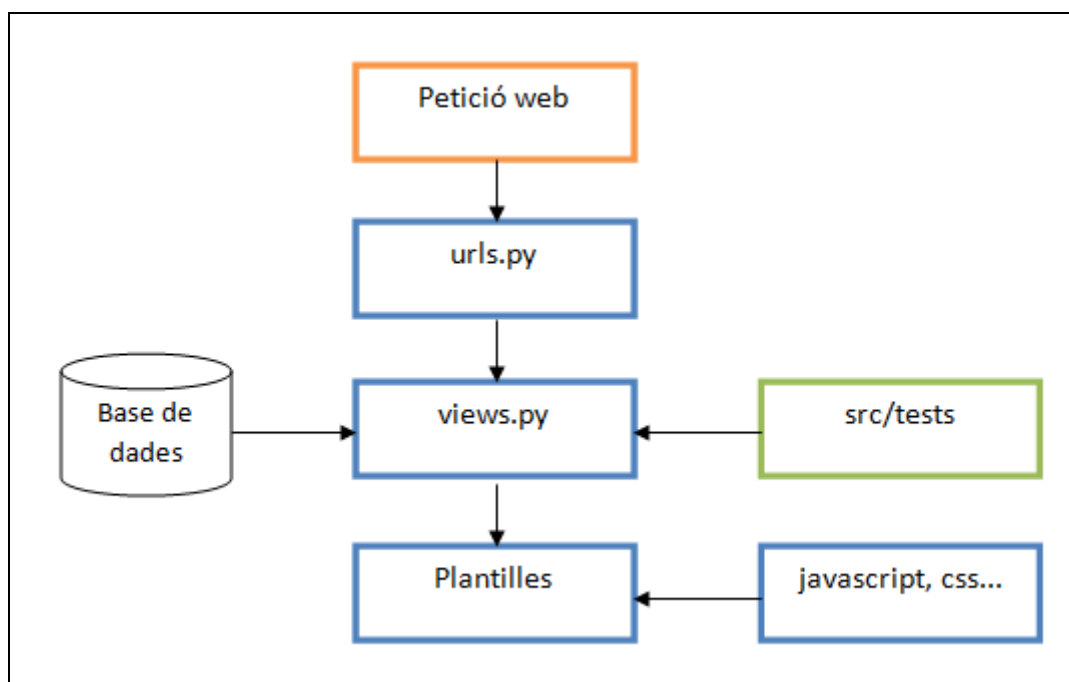 Petició web
urls.py
Base de
dades
views.py
src/tests
Plantilles
javascript, css...